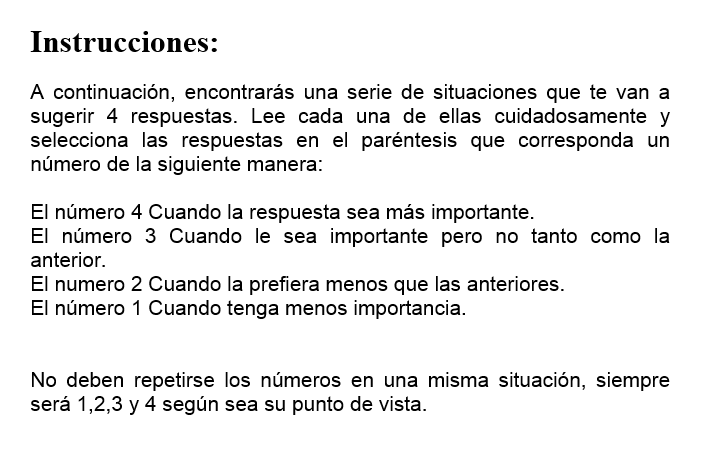 Instrucciones:
A continuación, encontrarás una serie de situaciones que te van a
sugerir 4 respuestas. Lee cada una de ellas cuidadosamente y
selecciona las respuestas en el paréntesis que corresponda un
número de la siguiente manera:
El número 4 Cuando la respuesta sea más importante.
El número 3 Cuando le sea importante pero no tanto como la
anterior.
El numero 2 Cuando la prefiera menos que las anteriores.
El número 1 Cuando tenga menos importancia.
No deben repetirse los números en una misma situación, siempre
será 1,2,3 y 4 según sea su punto de vista.